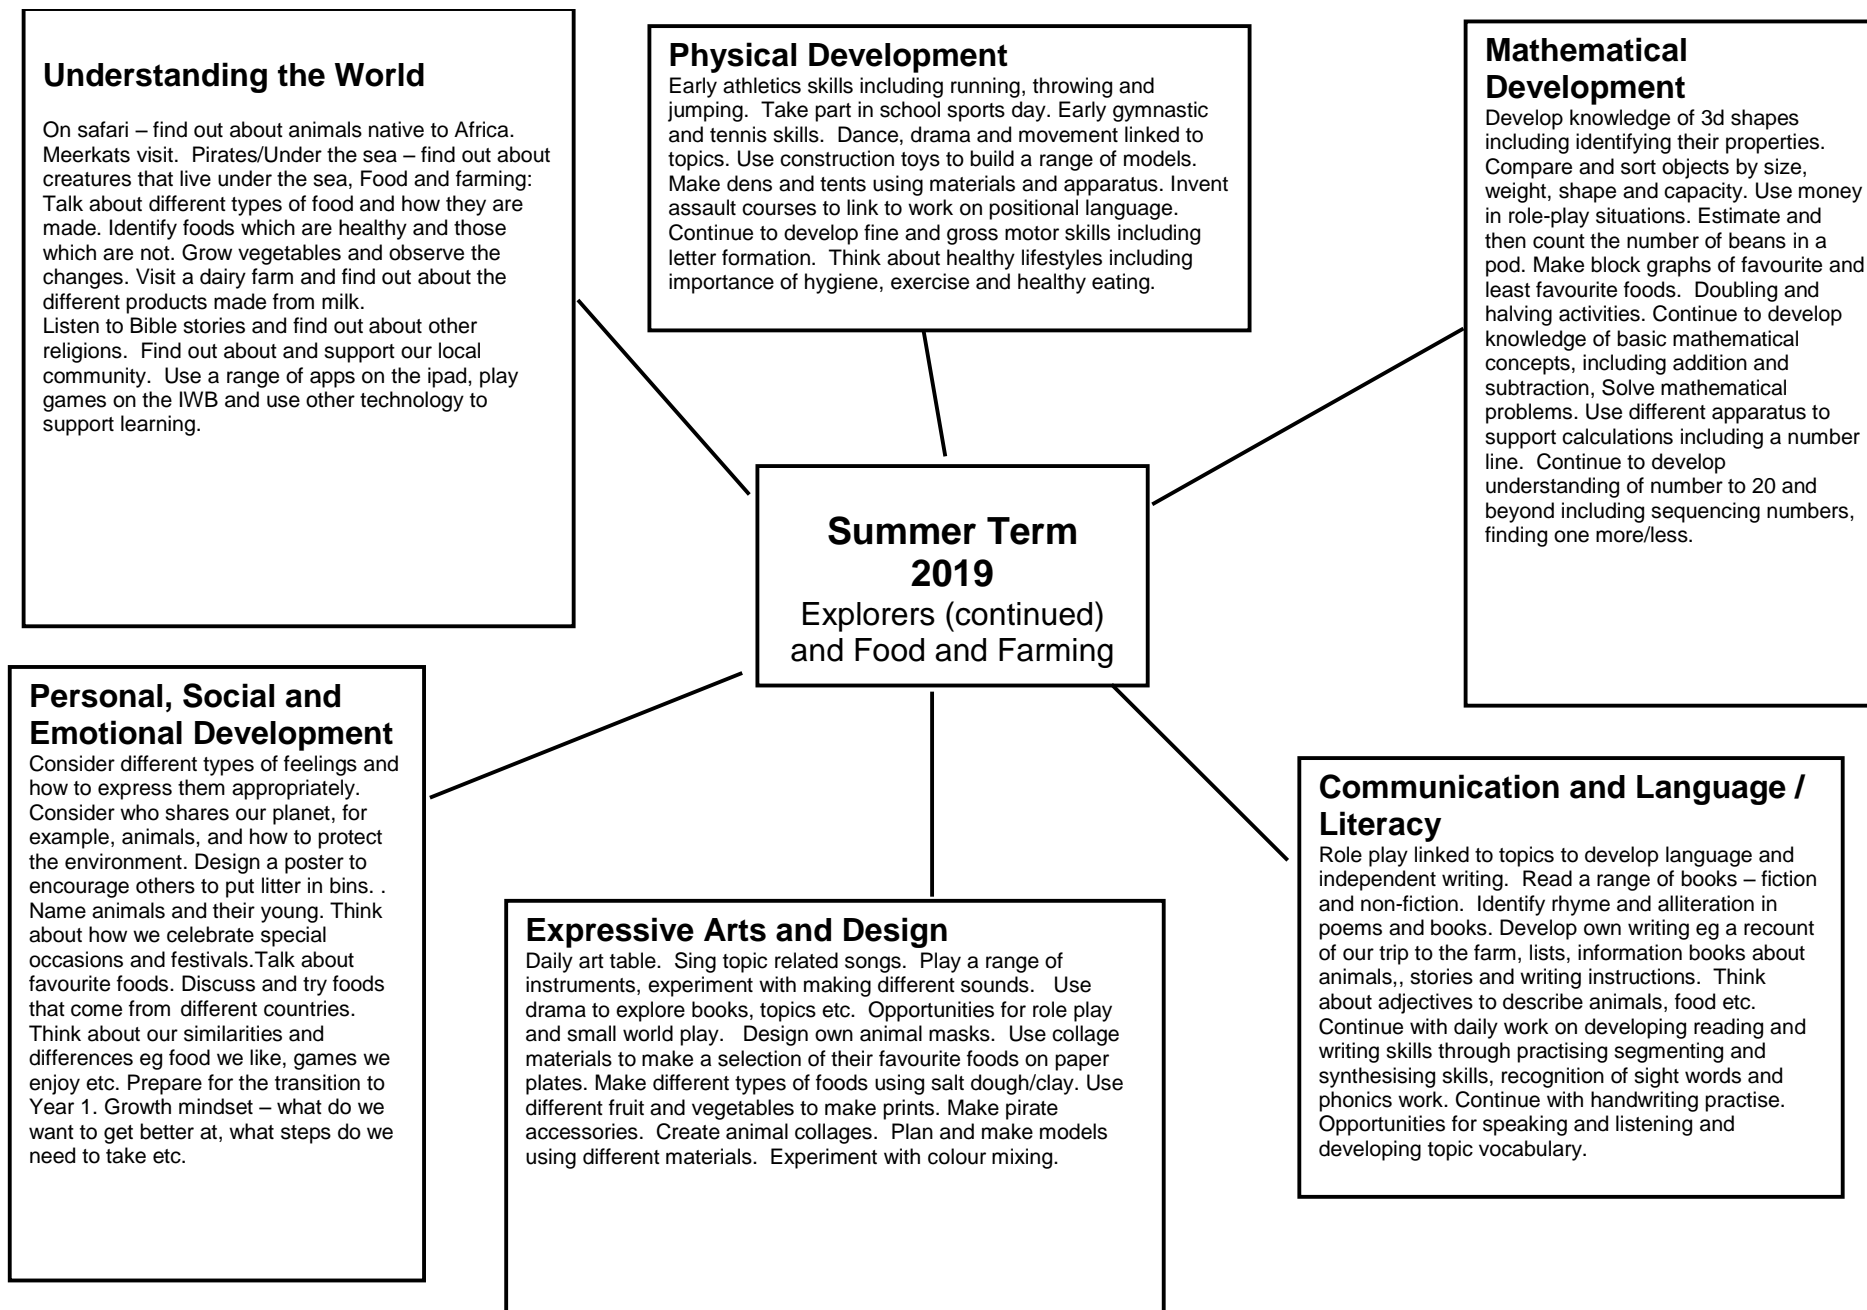 Understanding the World
On safari – find out about animals native to Africa.
Meerkats visit.  Pirates/Under the sea – find out about
creatures that live under the sea, Food and farming:
Talk about different types of food and how they are
made. Identify foods which are healthy and those
which are not. Grow vegetables and observe the
changes. Visit a dairy farm and find out about the
different products made from milk.
Listen to Bible stories and find out about other
religions.  Find out about and support our local
community.  Use a range of apps on the ipad, play
games on the IWB and use other technology to
support learning.
Physical Development
Early athletics skills including running, throwing and
jumping.  Take part in school sports day. Early gymnastic
and tennis skills.  Dance, drama and movement linked to
topics. Use construction toys to build a range of models.
Make dens and tents using materials and apparatus. Invent
assault courses to link to work on positional language.
Continue to develop fine and gross motor skills including
letter formation.  Think about healthy lifestyles including
importance of hygiene, exercise and healthy eating.
Mathematical
Development
Develop knowledge of 3d shapes
including identifying their properties.
Compare and sort objects by size,
weight, shape and capacity. Use money
in role-play situations. Estimate and
then count the number of beans in a
pod. Make block graphs of favourite and
least favourite foods.  Doubling and
halving activities. Continue to develop
knowledge of basic mathematical
concepts, including addition and
subtraction, Solve mathematical
problems. Use different apparatus to
support calculations including a number
line.  Continue to develop
understanding of number to 20 and
beyond including sequencing numbers,
finding one more/less.
Summer Term
2019
Explorers (continued)
and Food and Farming
Personal, Social and
Emotional Development
Consider different types of feelings and
how to express them appropriately.
Consider who shares our planet, for
example, animals, and how to protect
the environment. Design a poster to
encourage others to put litter in bins. .
Name animals and their young. Think
about how we celebrate special
occasions and festivals.Talk about
favourite foods. Discuss and try foods
that come from different countries.
Think about our similarities and
differences eg food we like, games we
enjoy etc. Prepare for the transition to
Year 1. Growth mindset – what do we
want to get better at, what steps do we
need to take etc.
Expressive Arts and Design
Daily art table.  Sing topic related songs.  Play a range of
instruments, experiment with making different sounds.   Use
drama to explore books, topics etc.  Opportunities for role play
and small world play.   Design own animal masks.  Use collage
materials to make a selection of their favourite foods on paper
plates. Make different types of foods using salt dough/clay. Use
different fruit and vegetables to make prints. Make pirate
accessories.  Create animal collages.  Plan and make models
using different materials.  Experiment with colour mixing.
Communication and Language /
Literacy
Role play linked to topics to develop language and
independent writing.  Read a range of books – fiction
and non-fiction.  Identify rhyme and alliteration in
poems and books. Develop own writing eg a recount
of our trip to the farm, lists, information books about
animals,, stories and writing instructions.  Think
about adjectives to describe animals, food etc.
Continue with daily work on developing reading and
writing skills through practising segmenting and
synthesising skills, recognition of sight words and
phonics work. Continue with handwriting practise.
Opportunities for speaking and listening and
developing topic vocabulary.